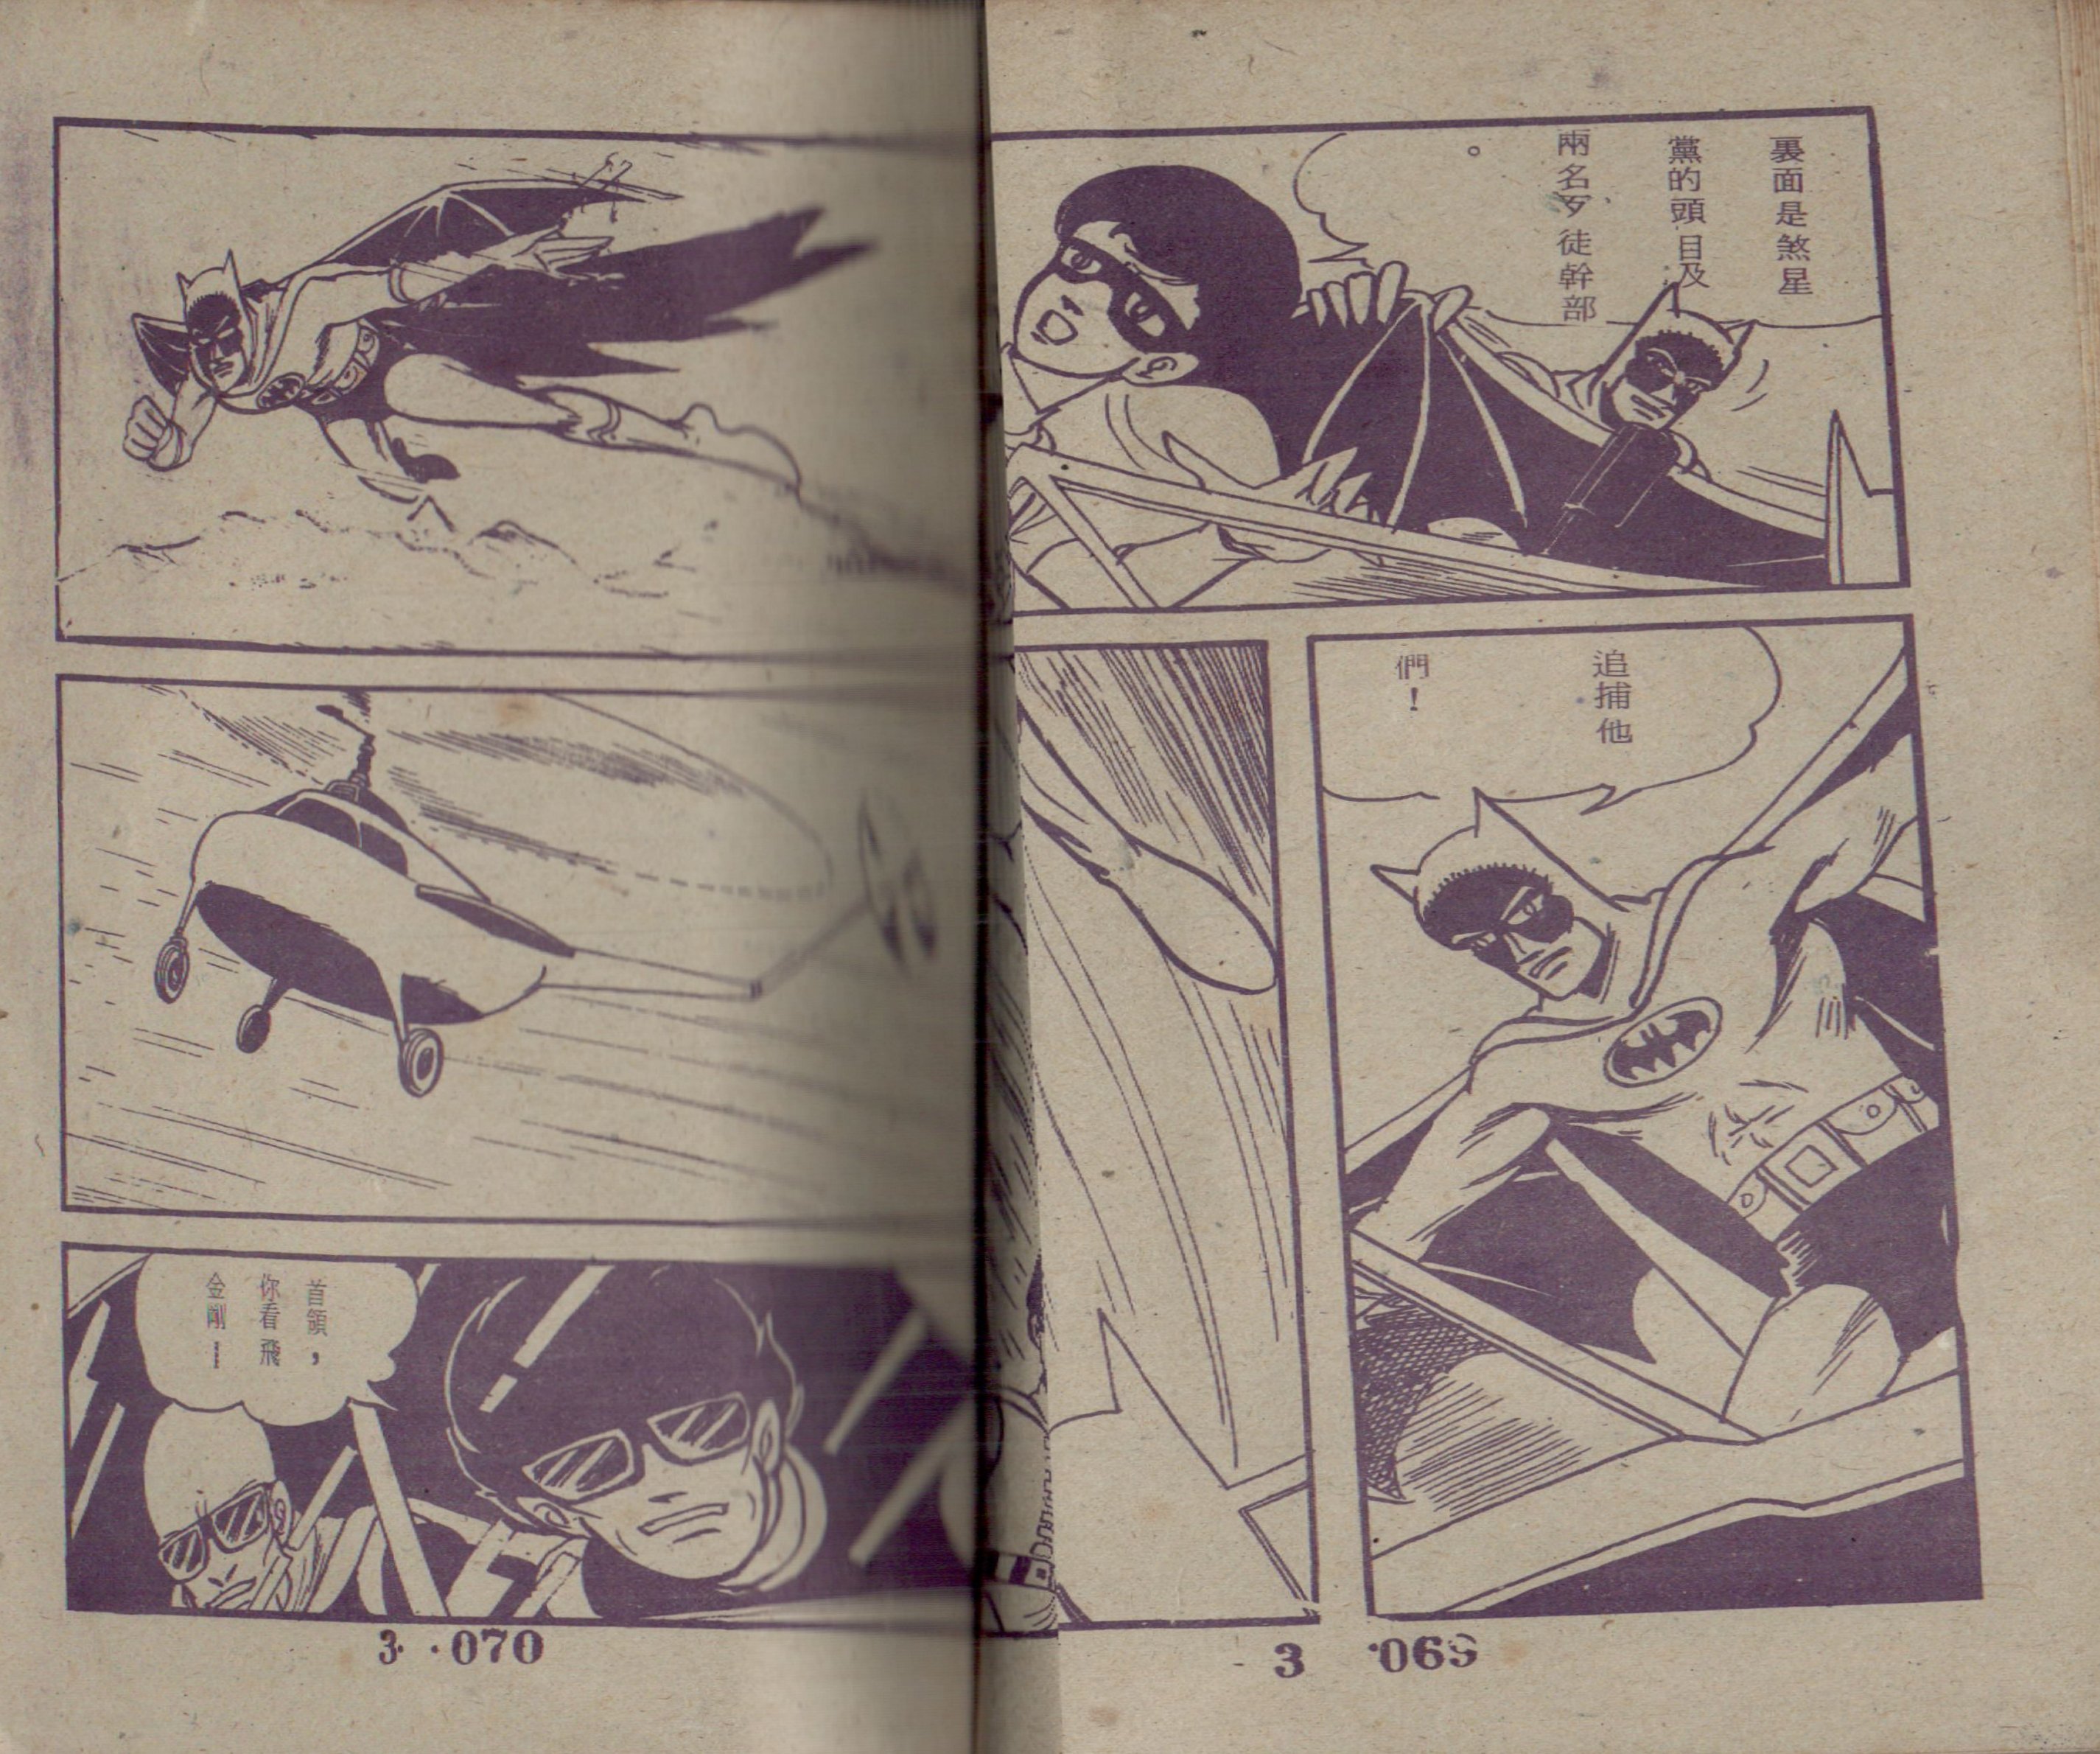 裏面是煞星
黨的頭目及
兩名歹徒幹部
。
追捕他
們！
3 ·069
首領，
你看飛
金剛！
3 ·070